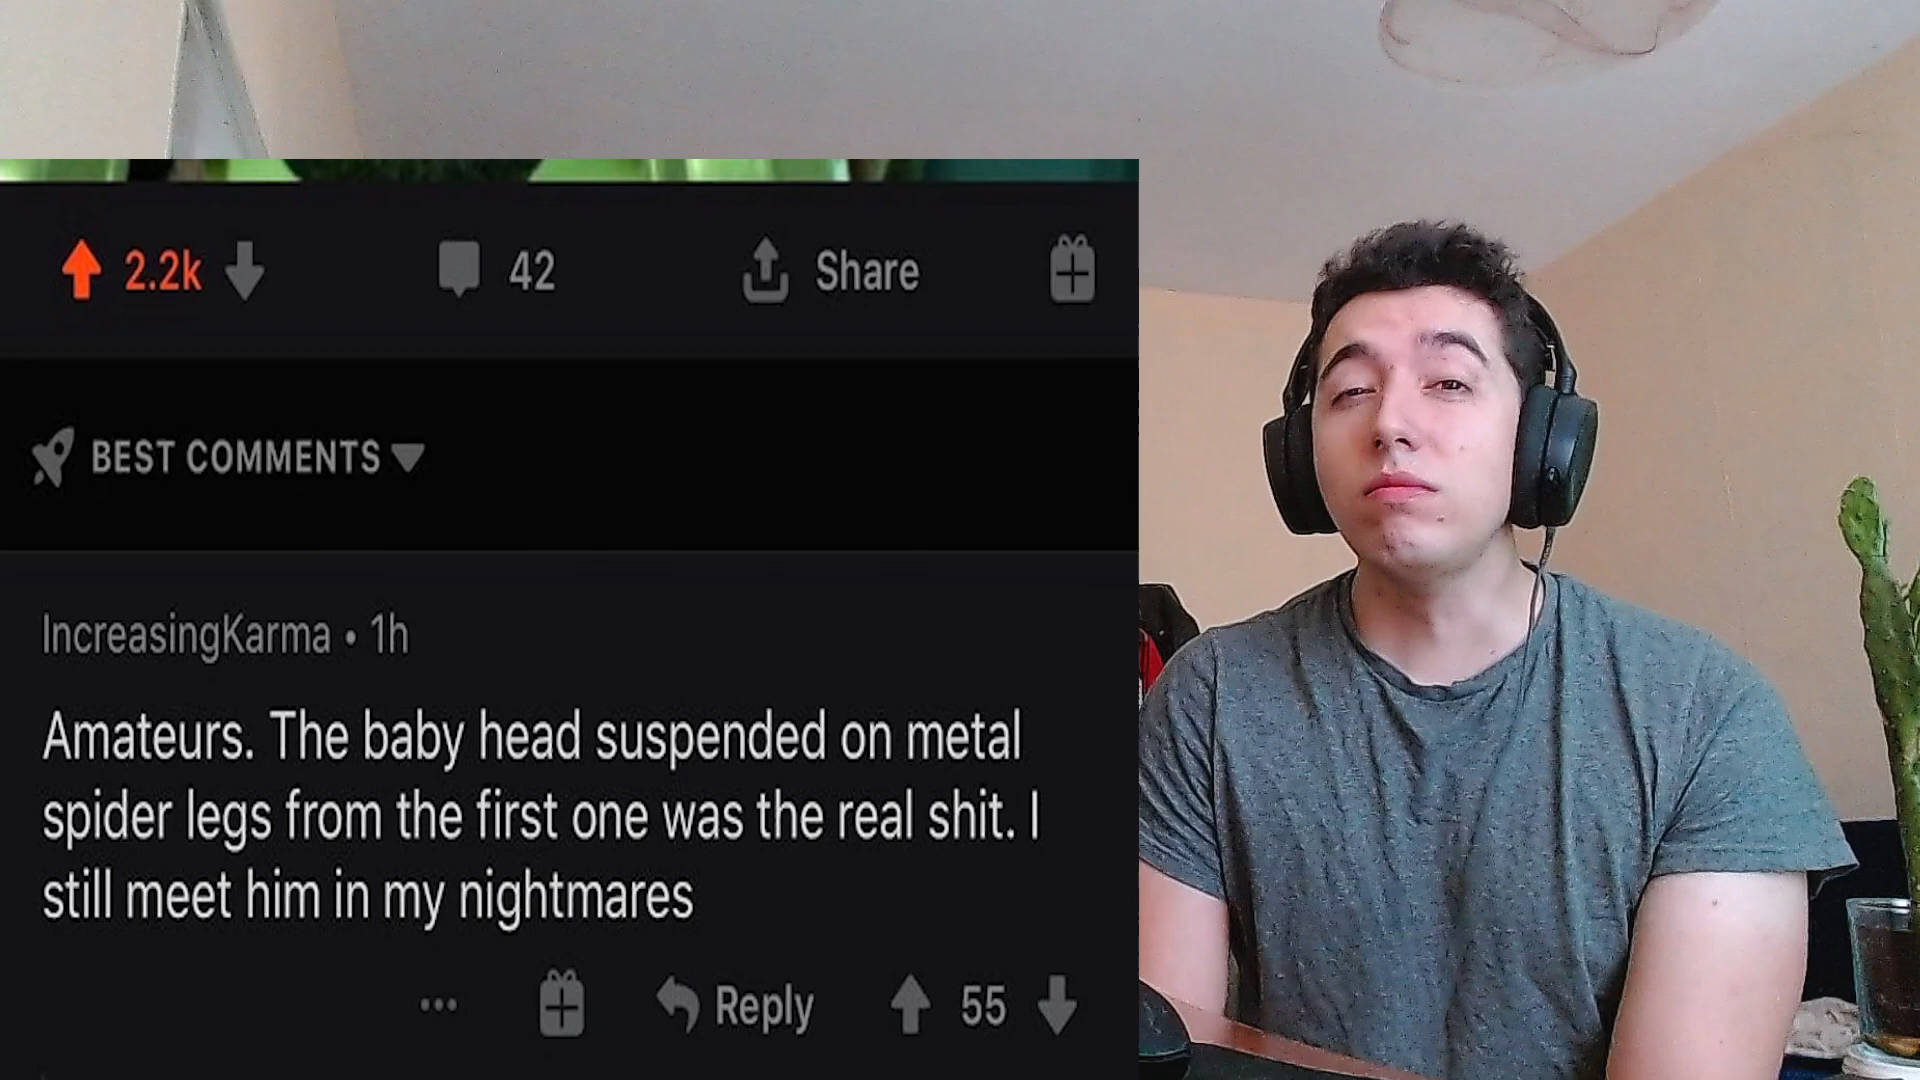 2.2k 42 Share
BEST COMMENTS
IncreasingKarma • 1h
Amateurs. The baby head suspended on metal
spider legs from the first one was the real shit. I
still meet him in my nightmares
... Reply 55